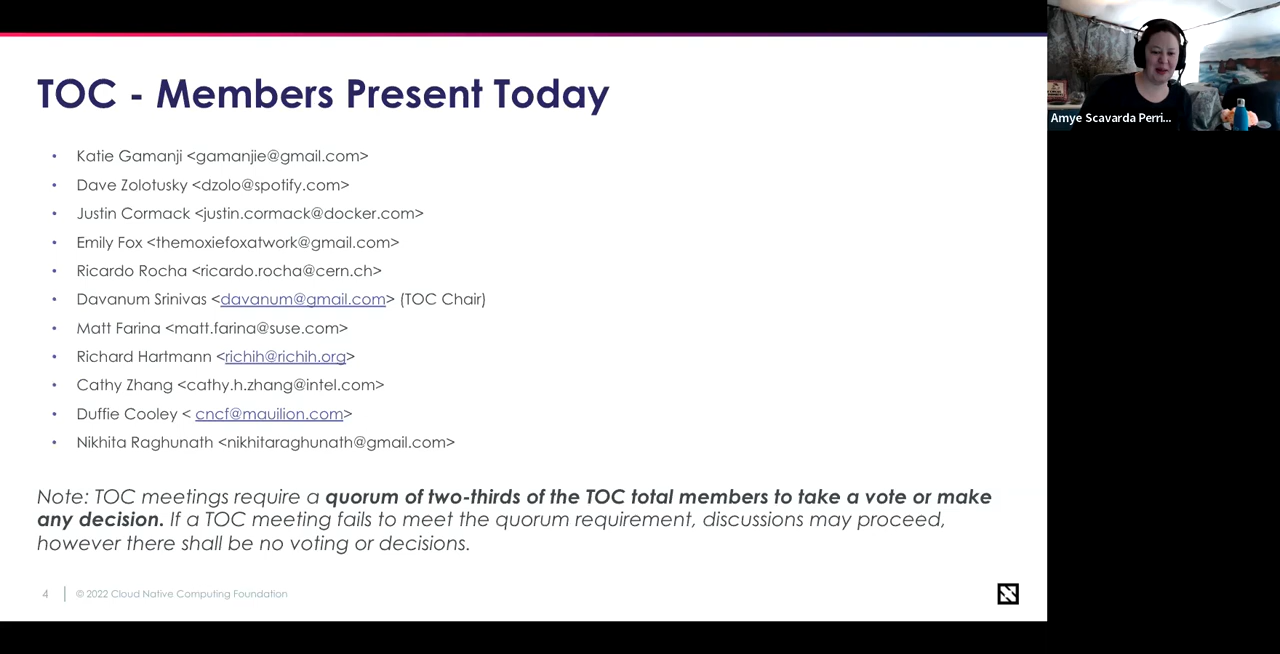 TOC - Members Present Today
• Katie Gamanji <gamanjie@gmail.com>
• Dave Zolotusky <dzolo@spotify.com>
• Justin Cormack <justin.cormack@docker.com>
• Emily Fox <themoxiefoxatwork@gmail.com>
• Ricardo Rocha <ricardo.rocha@cern.ch>
• Davanum Srinivas <davanum@gmail.com> (TOC Chair)
• Matt Farina <matt.farina@suse.com>
• Richard Hartmann <richih@richih.org>
• Cathy Zhang <cathy.h.zhang@intel.com>
• Duffie Cooley < cncf@mauilion.com>
• Nikhita Raghunath <nikhitaraghunath@gmail.com>
Note: TOC meetings require a quorum of two-thirds of the TOC total members to take a vote or make
any decision. If a TOC meeting fails to meet the quorum requirement, discussions may proceed,
however there shall be no voting or decisions.
4 | © 2022 Cloud Native Computing Foundation
Amye Scavarda Perri...